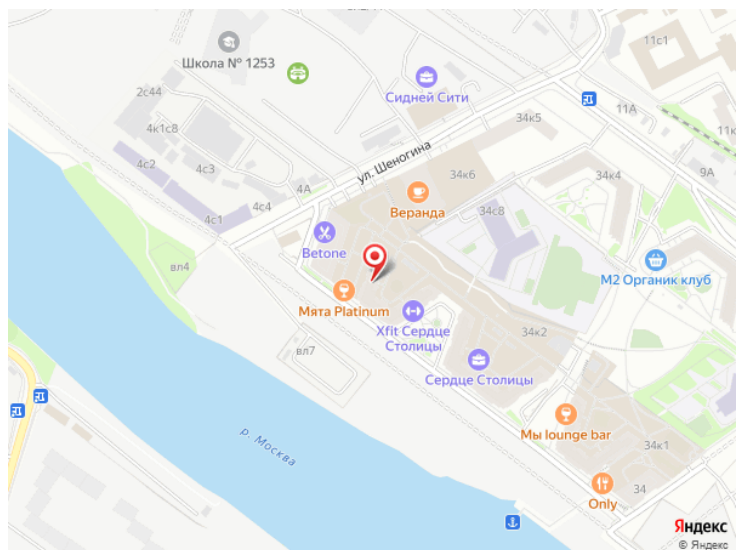 11с1
Школа № 1253
Сидней Сити
2с44
11А
34к5
4к1с8
11к
ул. Шеногина
4с2
4с3
34к6
34к4
9А
4А
4с1
4с4
Веранда
34с8
Betone
вл4
М2 Органик клуб
Мята Platinum
Xfit Сердце
Столицы
34к2
вл7
Сердце Столицы
р. Москва
Мы lounge bar
34к1
34
Only
Яндекс
© Яндекс